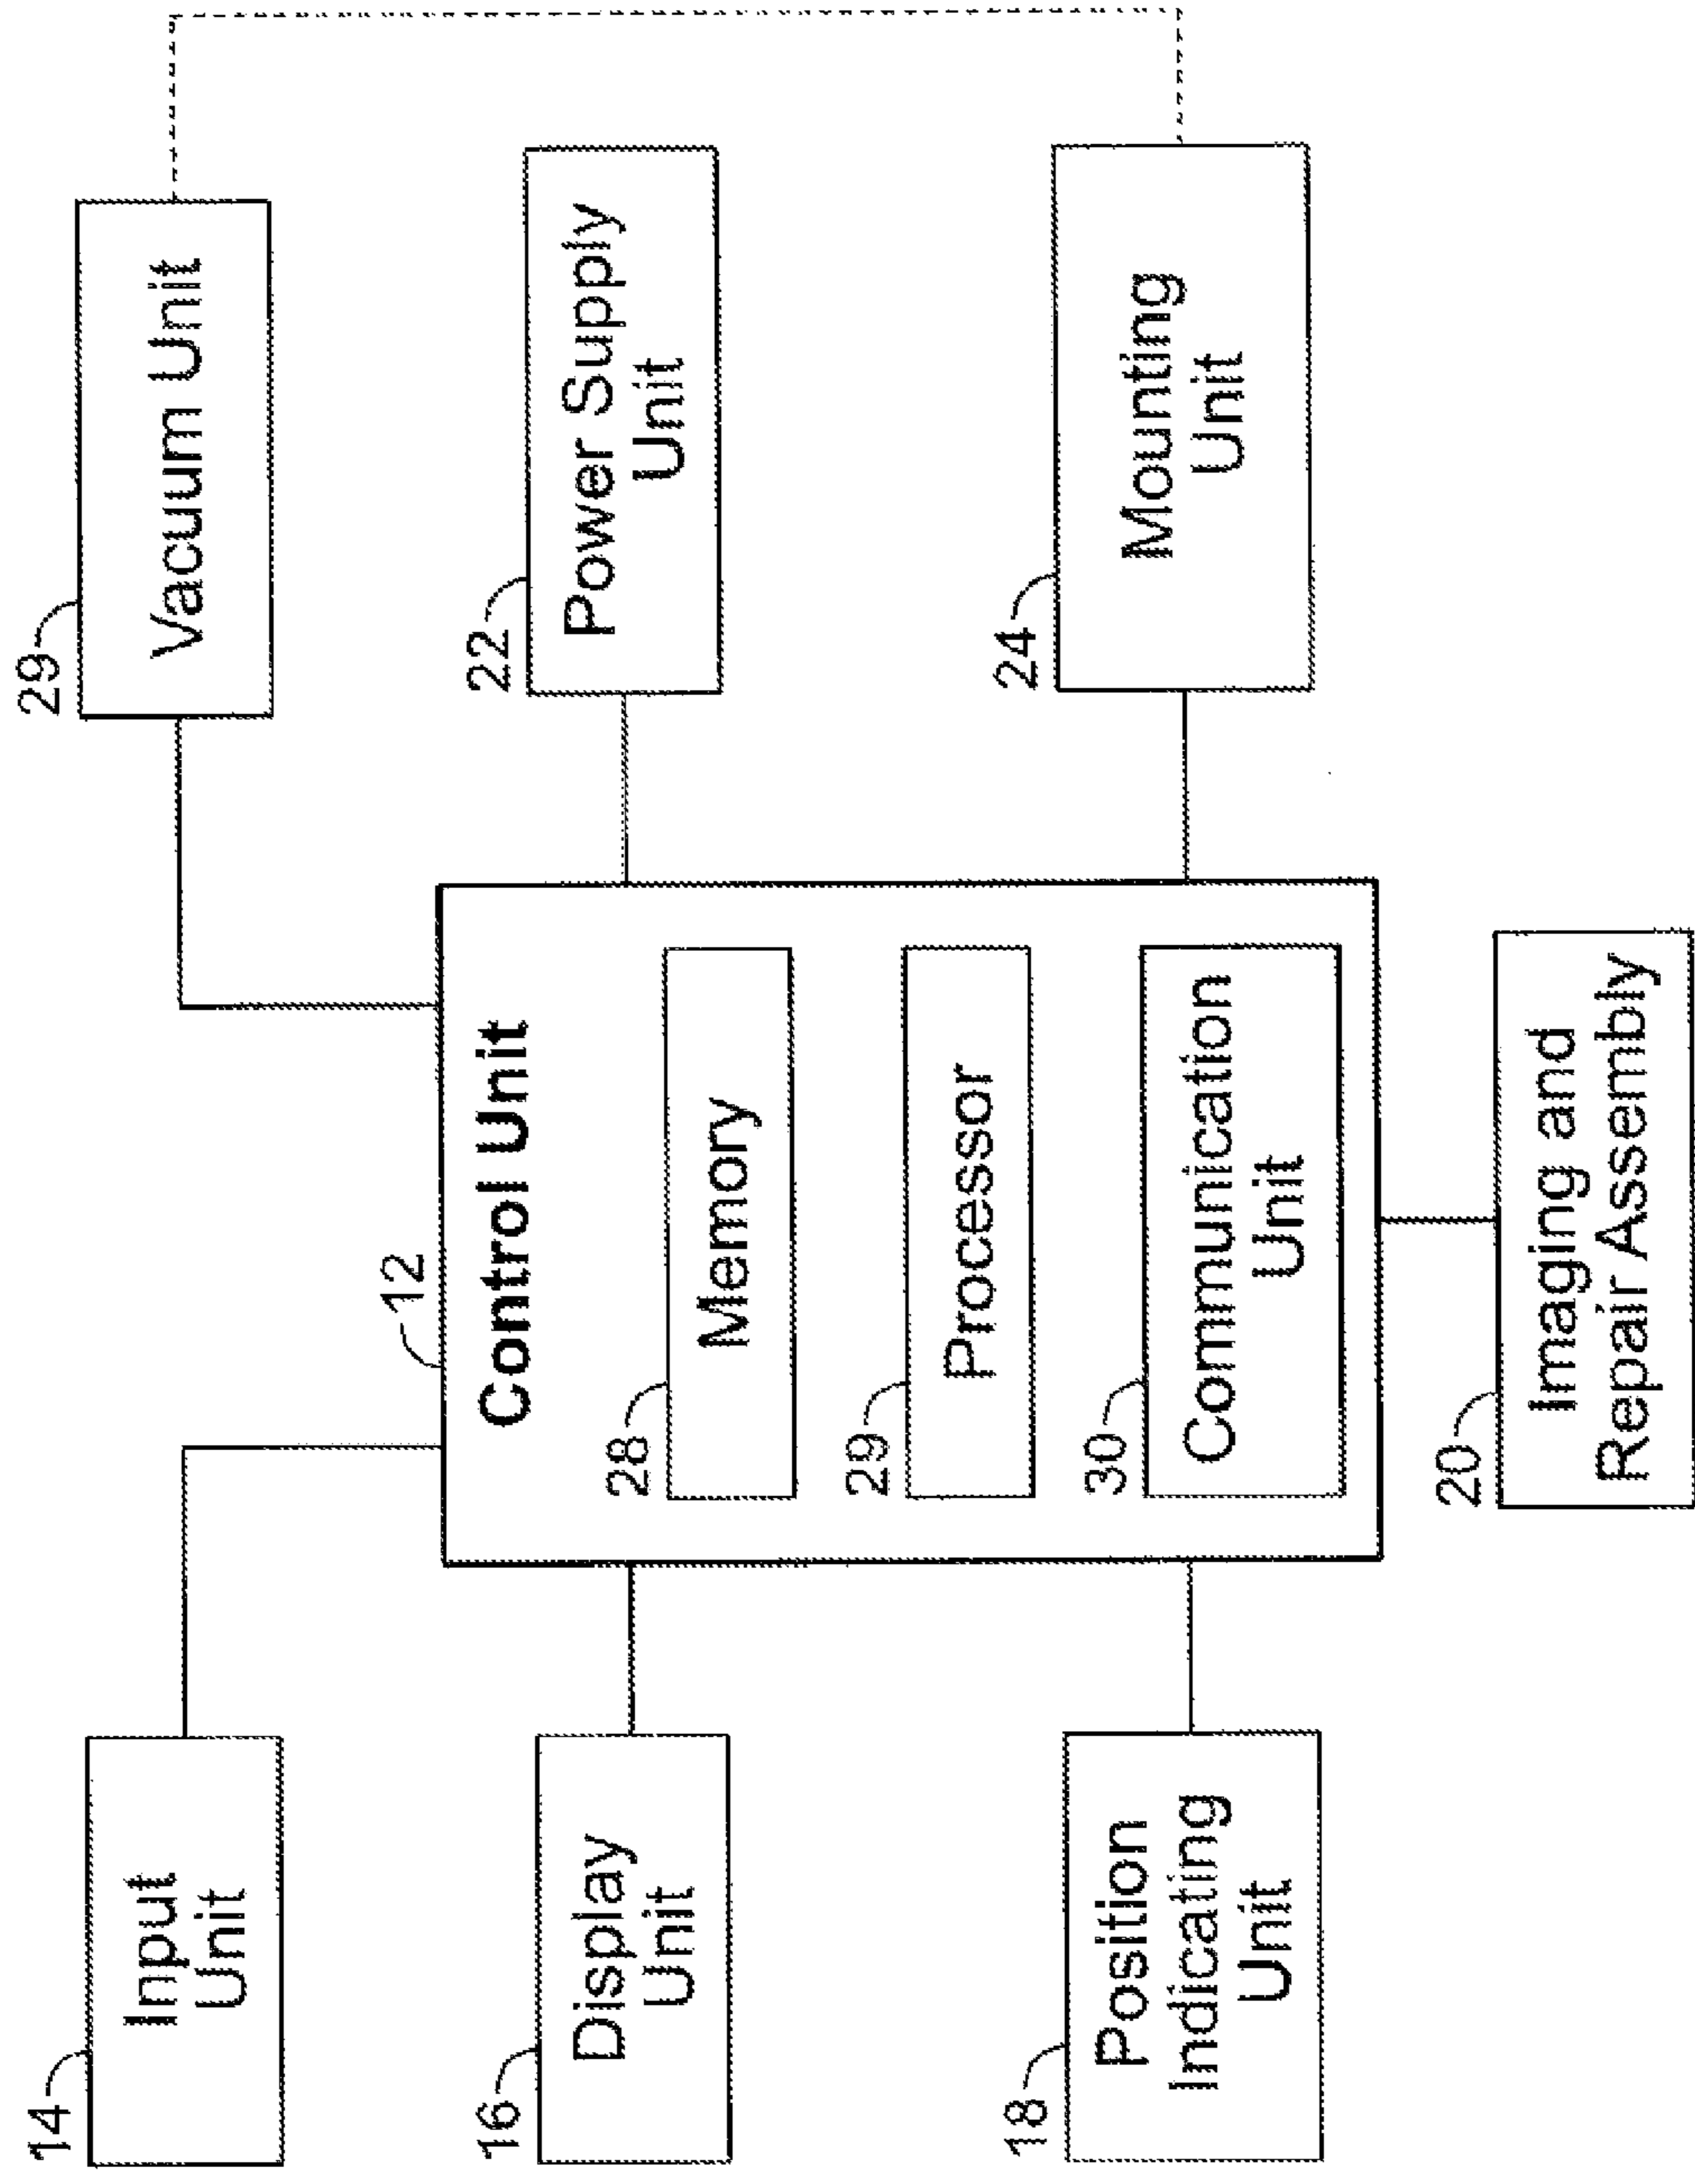 14
Input
Unit
16
Display
Unit
18
Position
Indicating
Unit
12
Control Unit
28
Memory
29
Processor
30
Communication
Unit
20
Imaging and
Repair Assembly
29
Vacuum Unit
22
Power Supply
Unit
24
Mounting
Unit